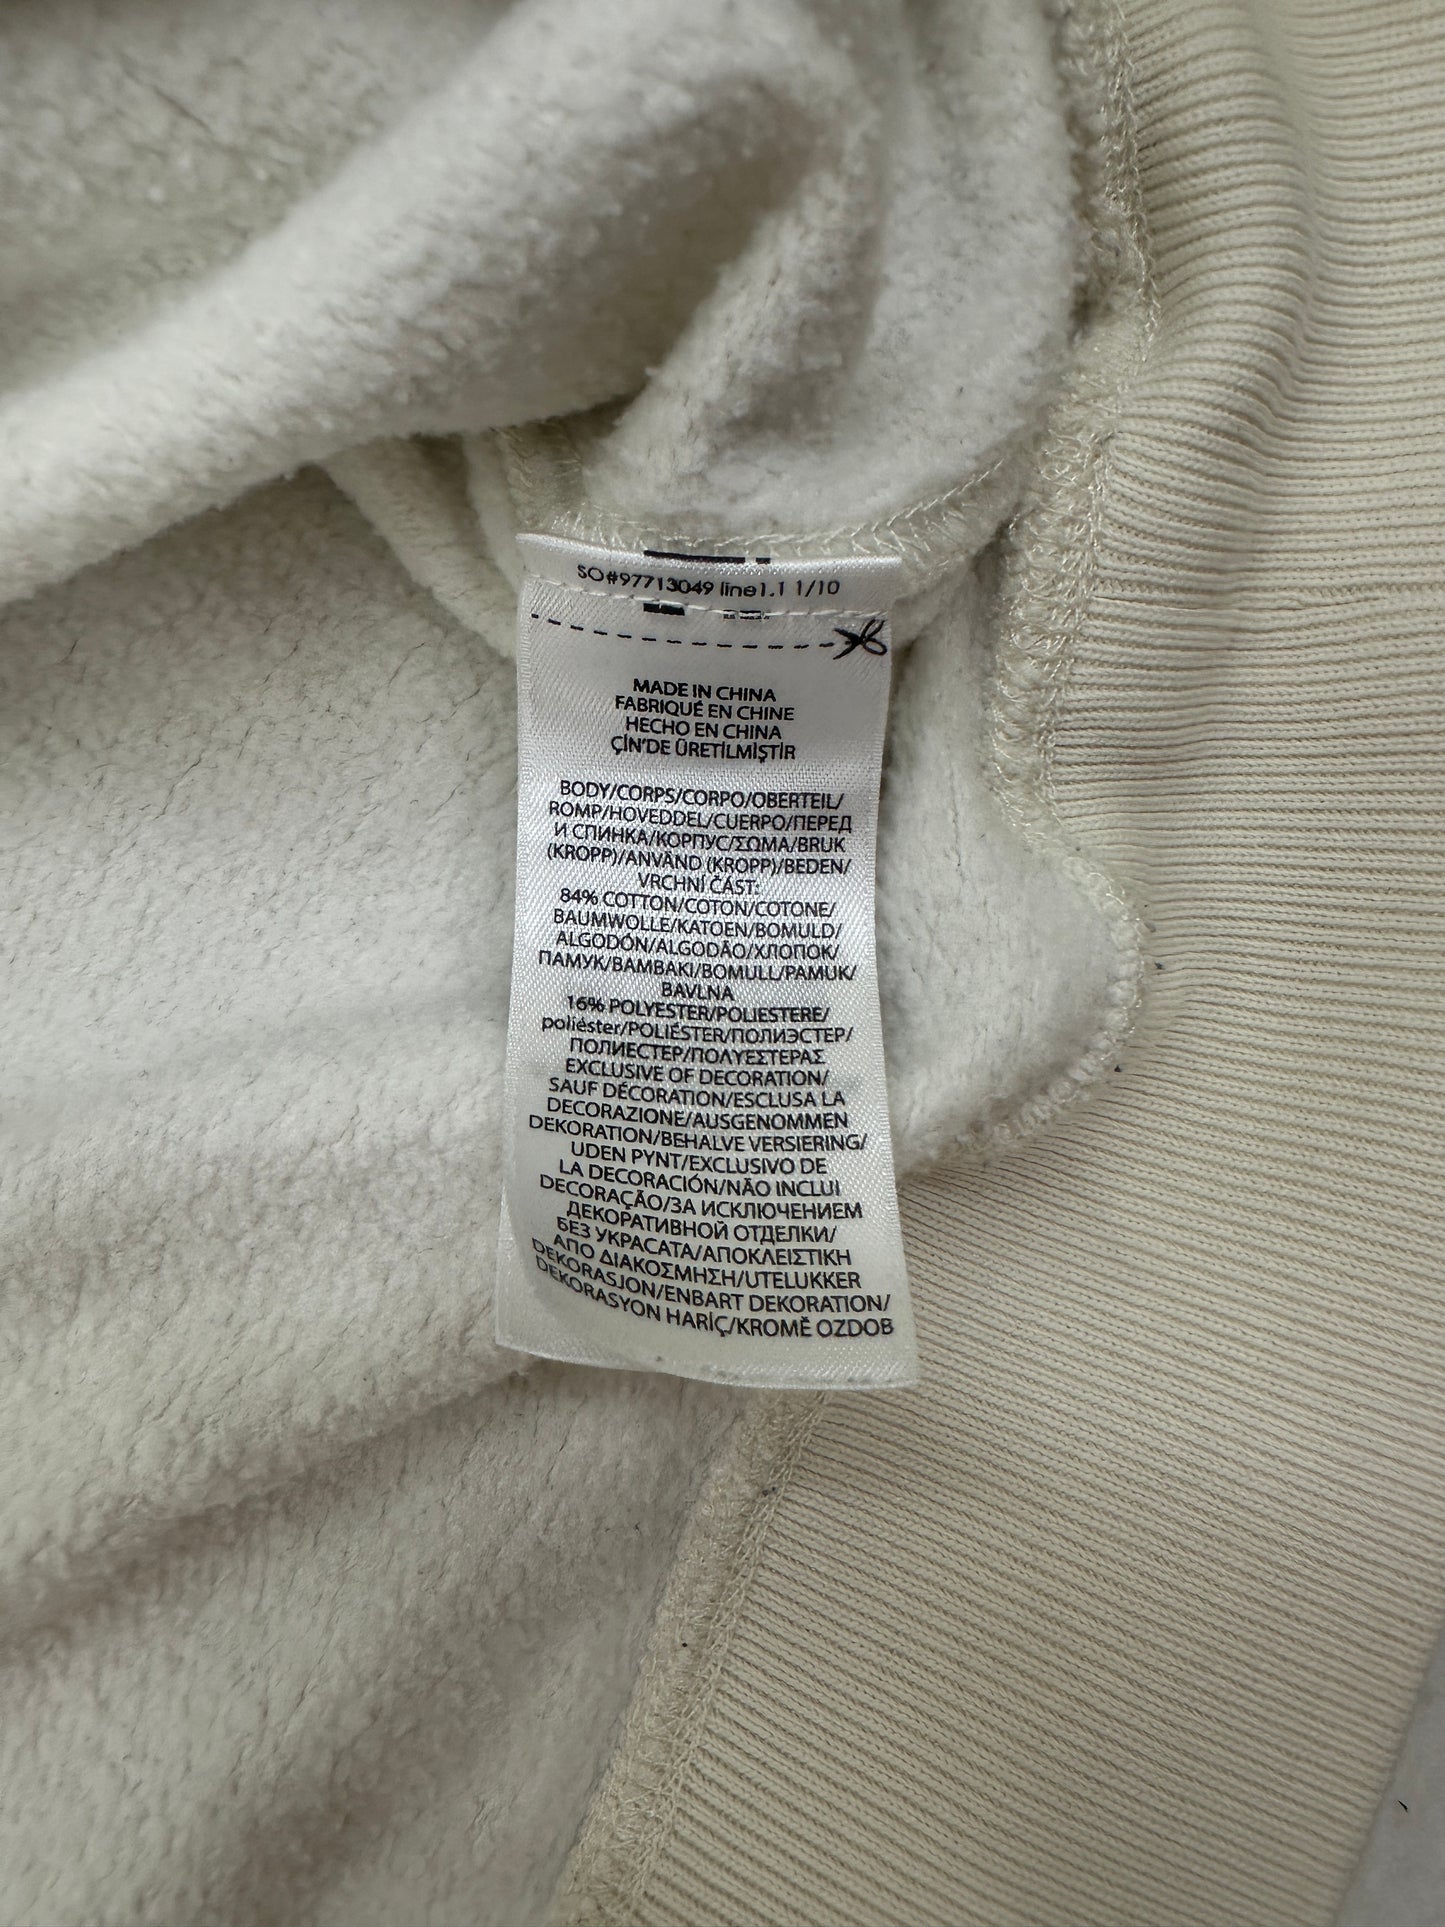 SO#97713049 line1.1 1/10
MADE IN CHINA
FABRIQUÉ EN CHINE
HECHO EN CHINA
ÇİN'DE ÜRETİLMİŞTİR
BODY/CORPS/CORPO/OBERTEIL/
ROMP/HOVEDDEL/CUERPO/ПЕРЕД
И СПИНКА/КОРПУС/ΣΩΜΑ/BRUK
(KROPP)/ANVÄND (KROPP)/BEDEN/
VRCHNÍ ČÁST:
84% COTTON/COTON/COTONE/
BAUMWOLLE/KATOEN/BOMULD/
ALGODÓN/ALGODÃO/ХЛОПОК/
ПАМУК/BAMBAKI/BOMULL/PAMUK/
BAVLNA
16% POLYESTER/POLIESTERE/
poliéster/POLIÉSTER/ПОЛИЭСТЕР/
ПОЛИЕСТЕР/ΠΟΛΥΕΣΤΕΡΑΣ
EXCLUSIVE OF DECORATION/
SAUF DÉCORATION/ESCLUSA LA
DECORAZIONE/AUSGENOMMEN
DEKORATION/BEHALVE VERSIERING/
UDEN PYNT/EXCLUSIVO DE
LA DECORACIÓN/NÃO INCLUI
DECORAÇÃO/ЗА ИСКЛЮЧЕНИЕМ
ДЕКОРАТИВНОЙ ОТДЕЛКИ/
БЕЗ УКРАСАТА/ΑΠΟΚΛΕΙΣΤΙΚΗ
ΑΠΟ ΔΙΑΚΟΣΜΗΣΗ/UTELUKKER
DEKORASJON/ENBART DEKORATION/
DEKORASYON HARİÇ/KROMĚ OZDOB